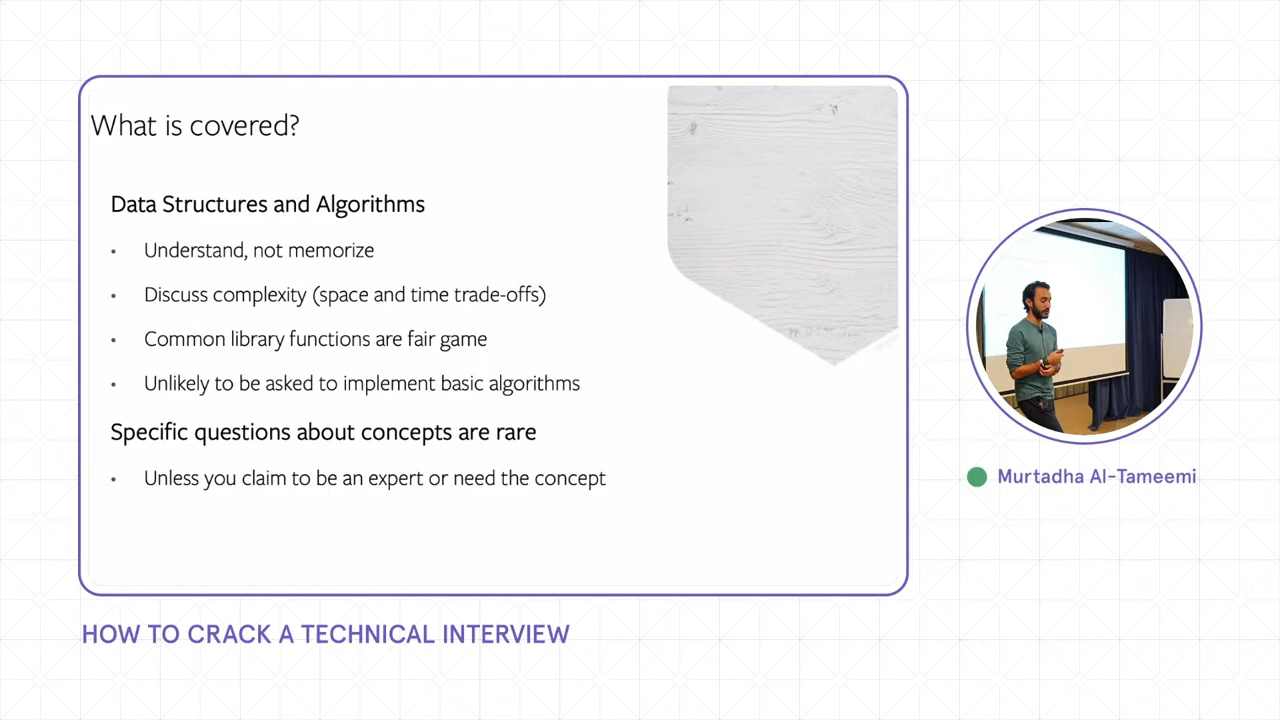 What is covered?
Data Structures and Algorithms
• Understand, not memorize
• Discuss complexity (space and time trade-offs)
• Common library functions are fair game
• Unlikely to be asked to implement basic algorithms
Specific questions about concepts are rare
• Unless you claim to be an expert or need the concept
Murtadha Al-Tameemi
HOW TO CRACK A TECHNICAL INTERVIEW